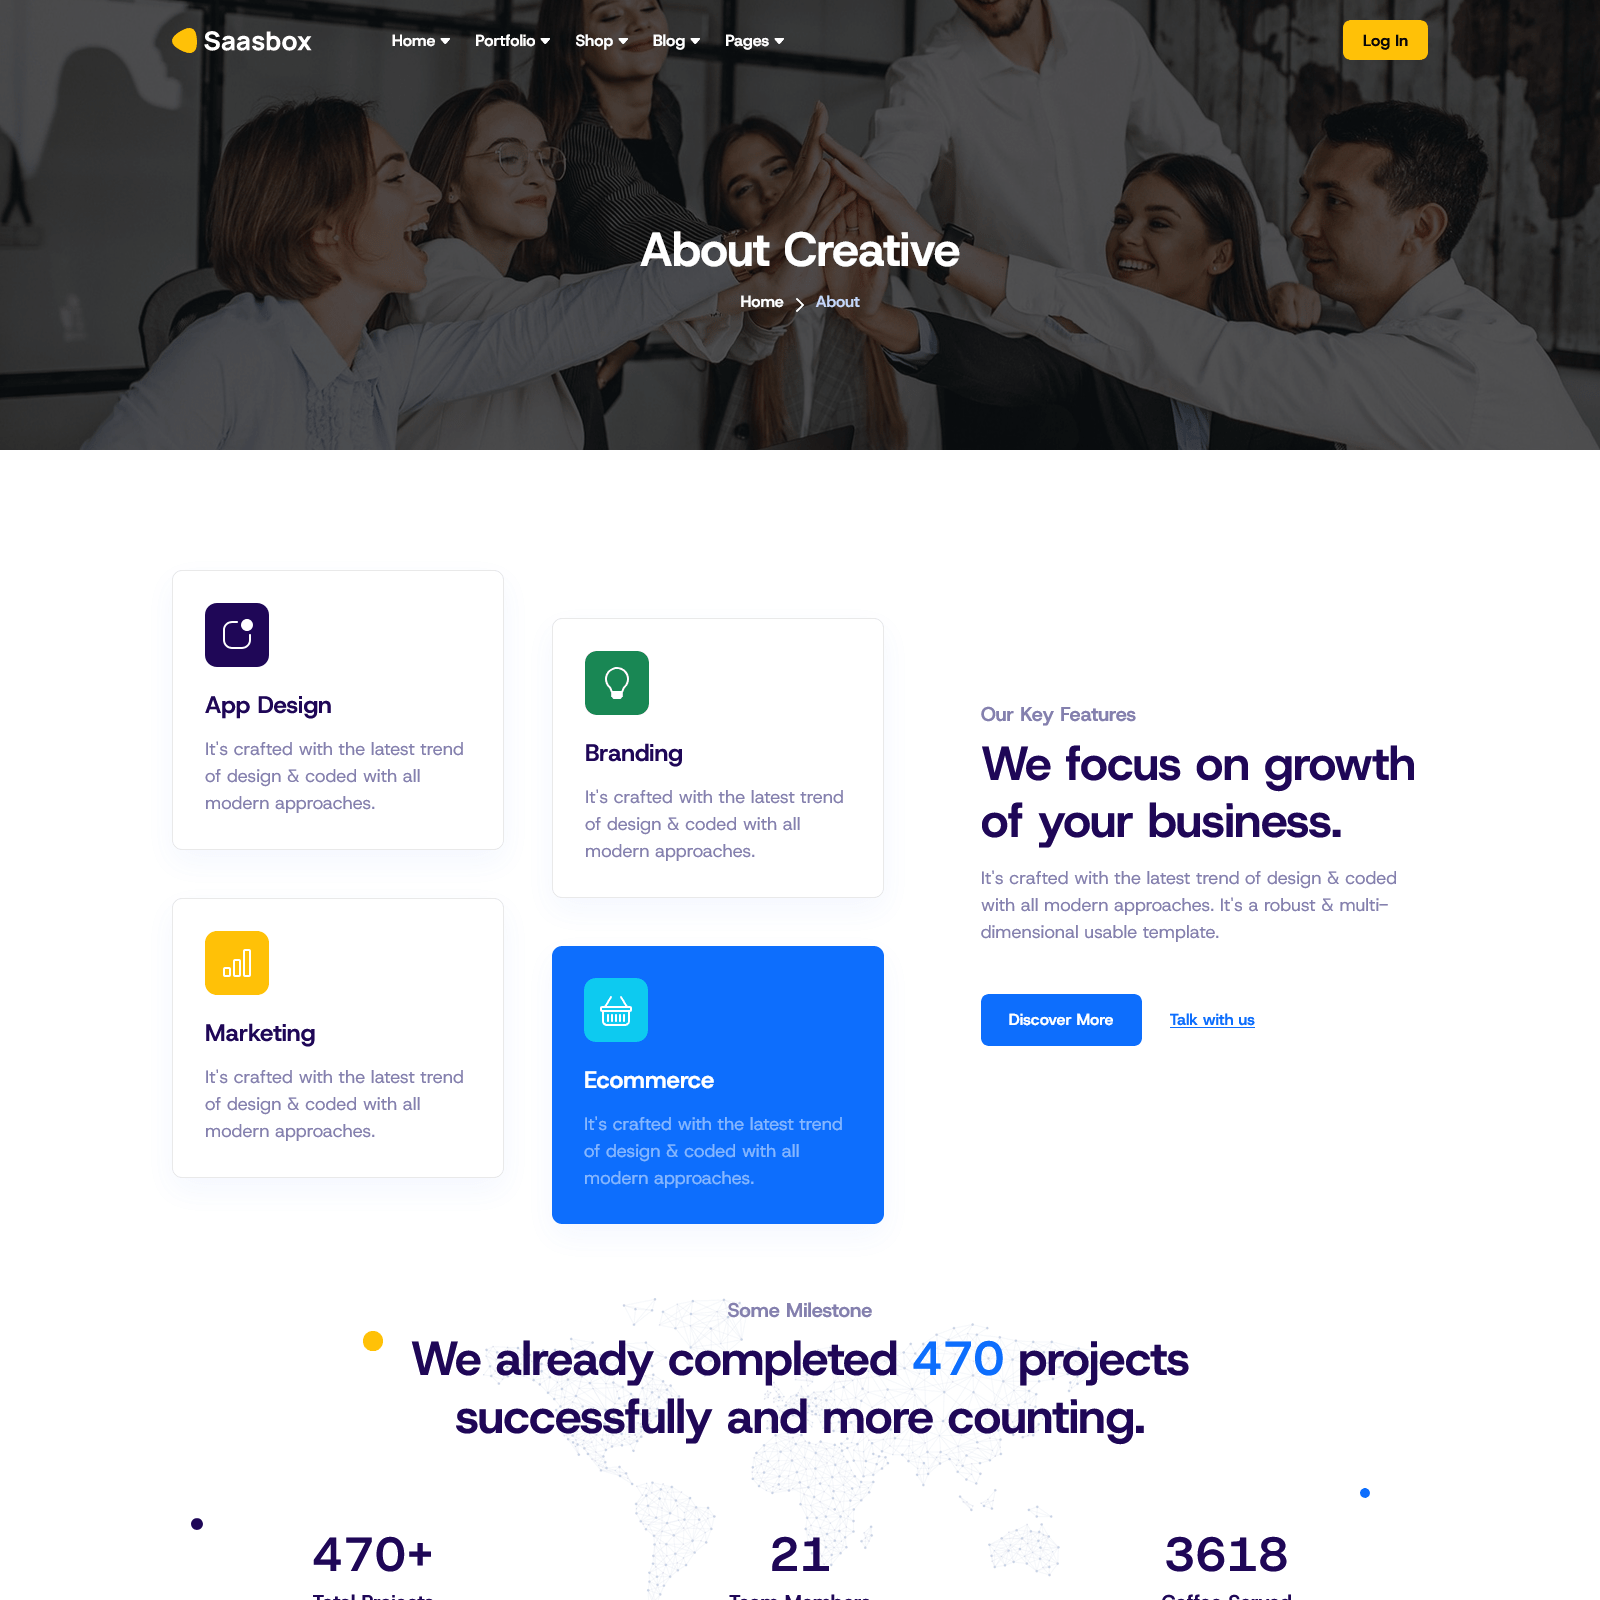 Saasbox
Home
Portfolio
Shop
Blog
Pages
Log In
About Creative
Home
About
App Design
It's crafted with the latest trend
of design & coded with all
modern approaches.
Marketing
It's crafted with the latest trend
of design & coded with all
modern approaches.
Branding
It's crafted with the latest trend
of design & coded with all
modern approaches.
Ecommerce
It's crafted with the latest trend
of design & coded with all
modern approaches.
Our Key Features
We focus on growth
of your business.
It's crafted with the latest trend of design & coded
with all modern approaches. It's a robust & multi-
dimensional usable template.
Discover More
Talk with us
Some Milestone
We already completed 470 projects
successfully and more counting.
470+
Total Projects
21
Team Members
3618
Coffee Served